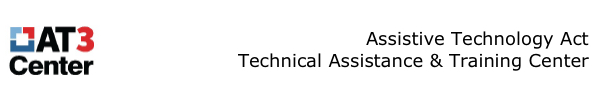 AT3
Center
Assistive Technology Act
Technical Assistance & Training Center